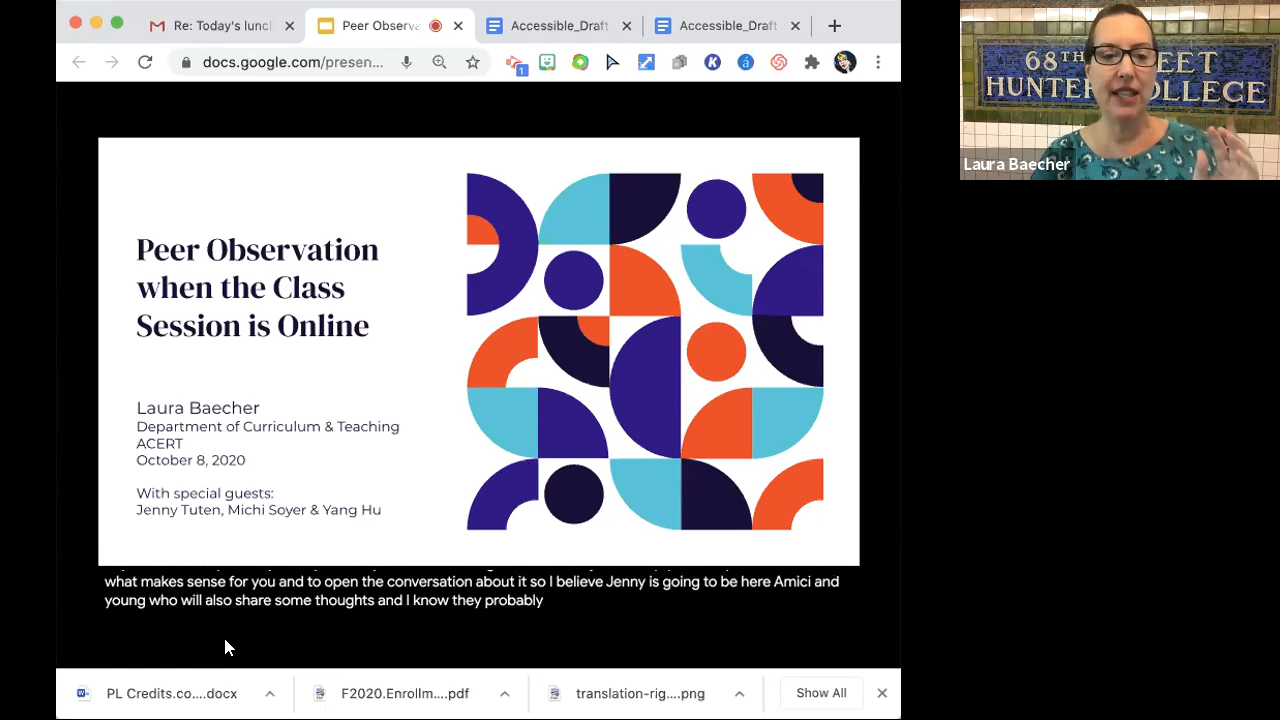 Re: Today's lunc
Peer Observa
Accessible_Draft
Accessible_Draft
docs.google.com/presen...
1
Peer Observation
when the Class
Session is Online
Laura Baecher
Department of Curriculum & Teaching
ACERT
October 8, 2020
With special guests:
Jenny Tuten, Michi Soyer & Yang Hu
what makes sense for you and to open the conversation about it so I believe Jenny is going to be here Amici and
young who will also share some thoughts and I know they probably
PL Credits.co....docx
F2020.Enrollm....pdf
translation-rig....png
Show All
68TH STREET
HUNTER COLLEGE
Laura Baecher